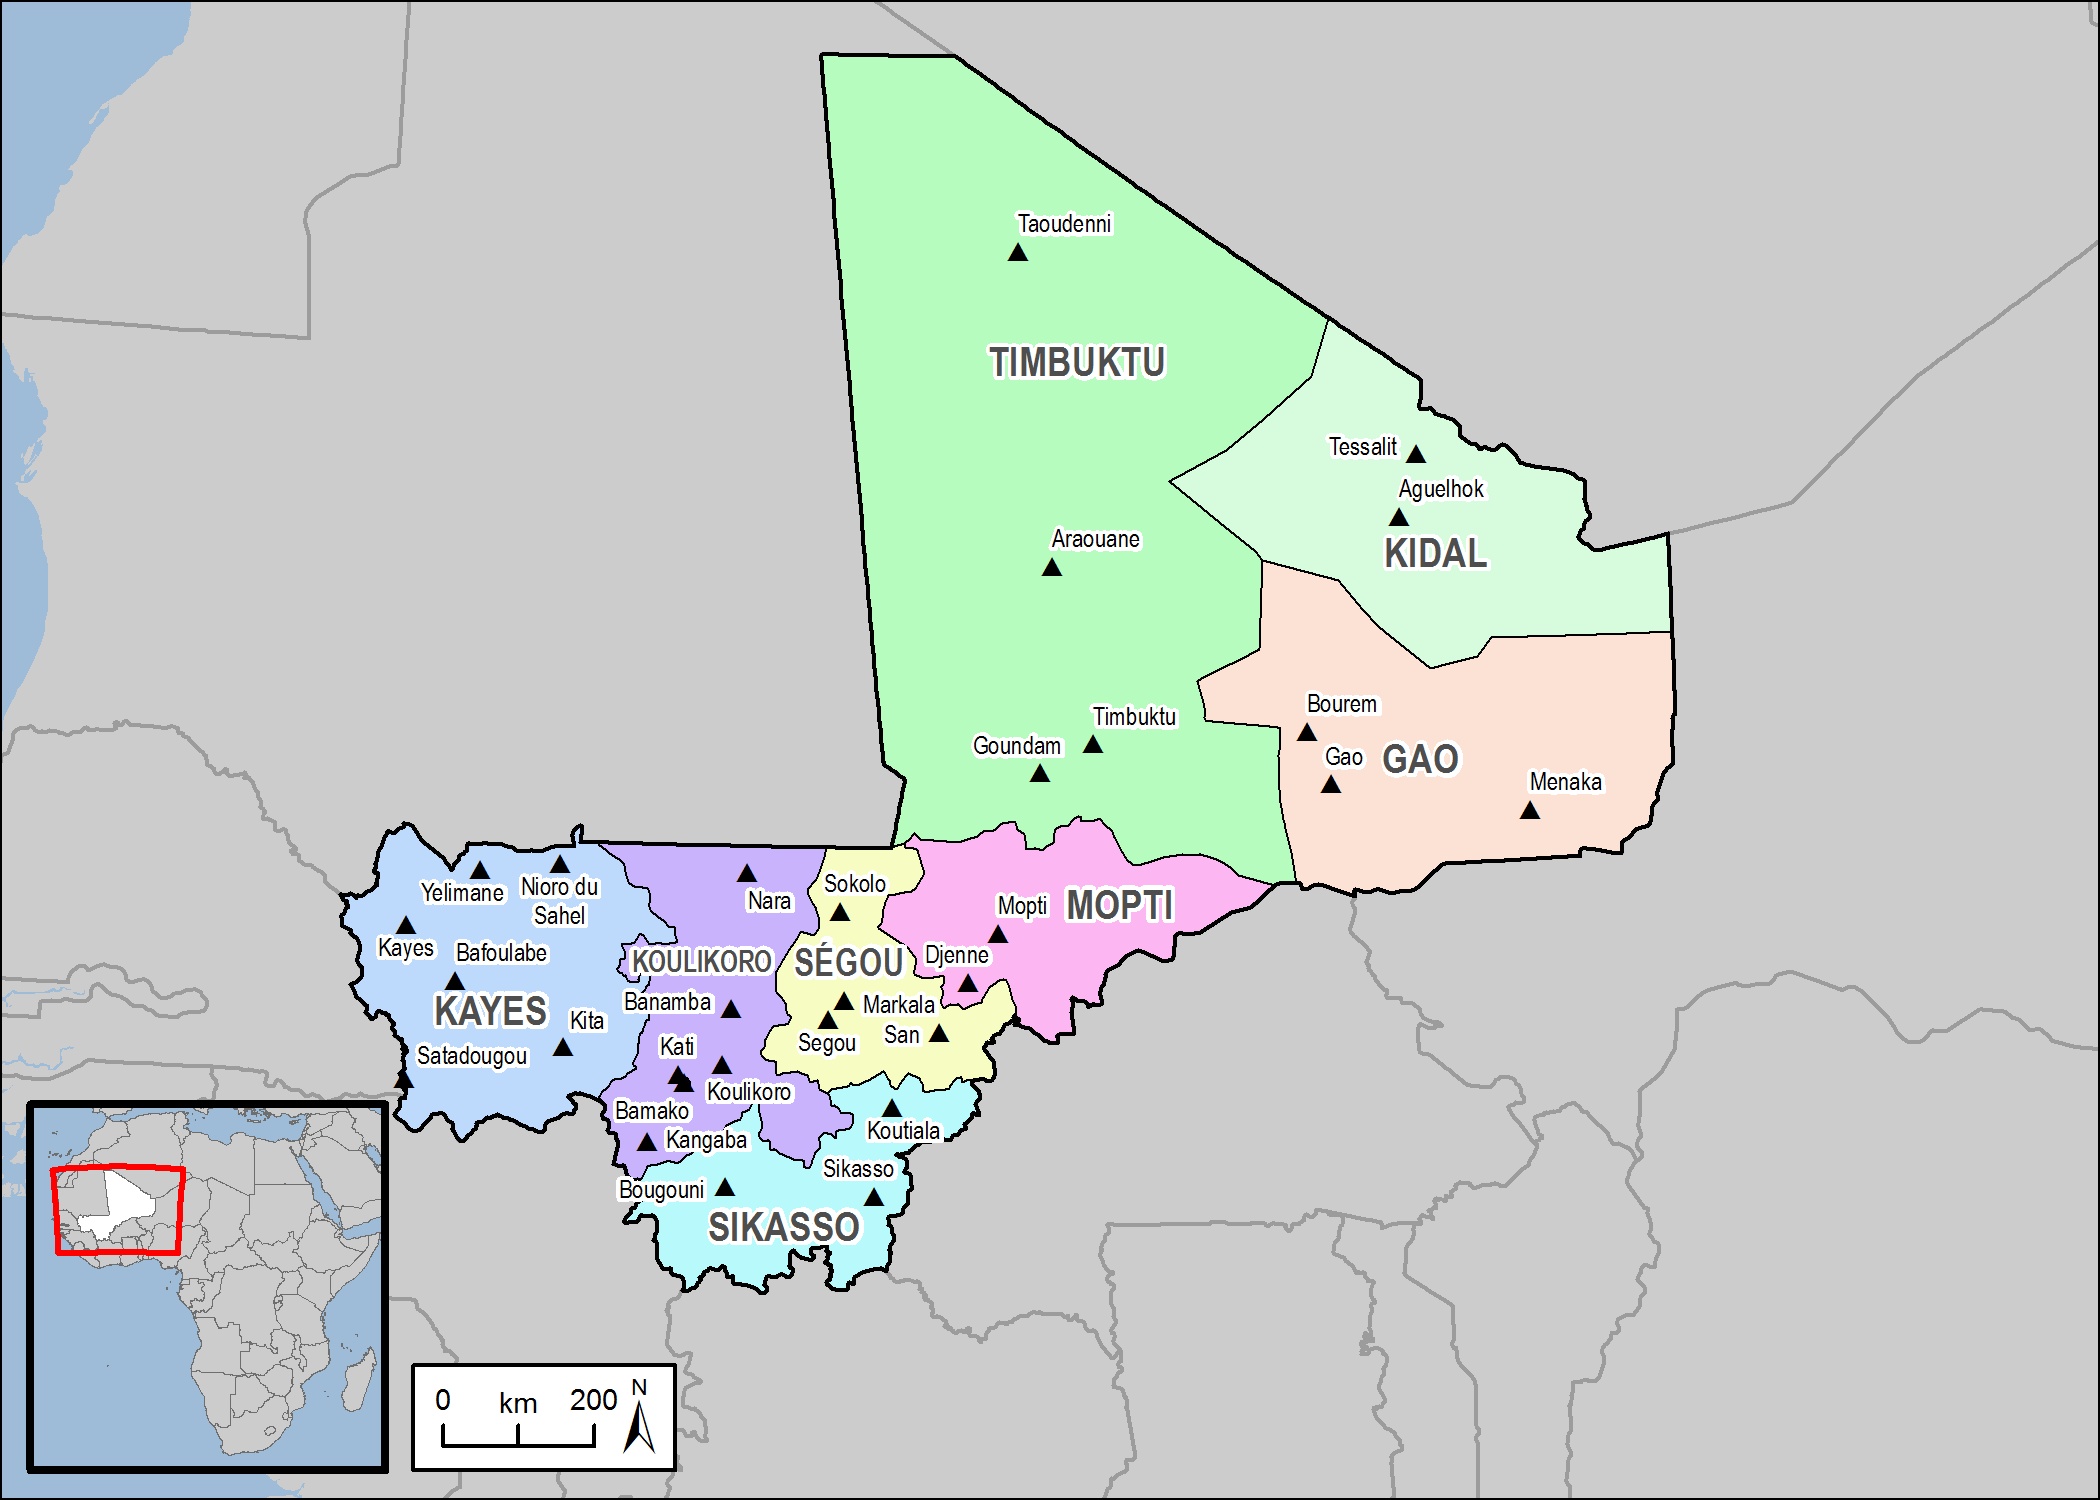 Taoudenni
TIMBUKTU
Tessalit
Aguelhok
Araouane
KIDAL
Bourem
Timbuktu
Goundam
Gao
GAO
Menaka
Sokolo
Yelimane
Nioro du
Sahel
Nara
Mopti
MOPTI
Kayes
Bafoulabe
KOULIKORO
SÉGOU
Djenne
KAYES
Banamba
Markala
Kita
San
Segou
Kati
Satadougou
Koulikoro
Bamako
Koutiala
Kangaba
Sikasso
Bougouni
SIKASSO
0 km 200
N